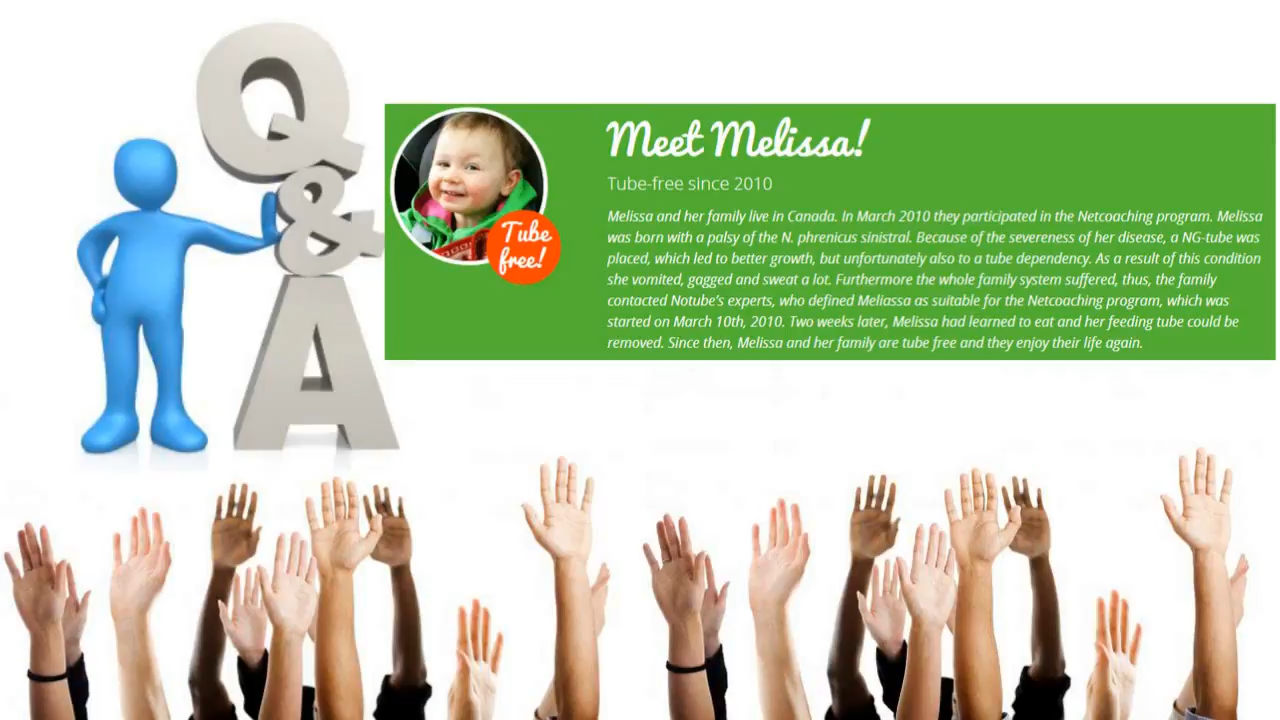 Q
&
A
Meet Melissa!
Tube-free since 2010
Tube
free!
Melissa and her family live in Canada. In March 2010 they participated in the Netcoaching program. Melissa
was born with a palsy of the N. phrenicus sinistral. Because of the severeness of her disease, a NG-tube was
placed, which led to better growth, but unfortunately also to a tube dependency. As a result of this condition
she vomited, gagged and sweat a lot. Furthermore the whole family system suffered, thus, the family
contacted Notube's experts, who defined Meliassa as suitable for the Netcoaching program, which was
started on March 10th, 2010. Two weeks later, Melissa had learned to eat and her feeding tube could be
removed. Since then, Melissa and her family are tube free and they enjoy their life again.